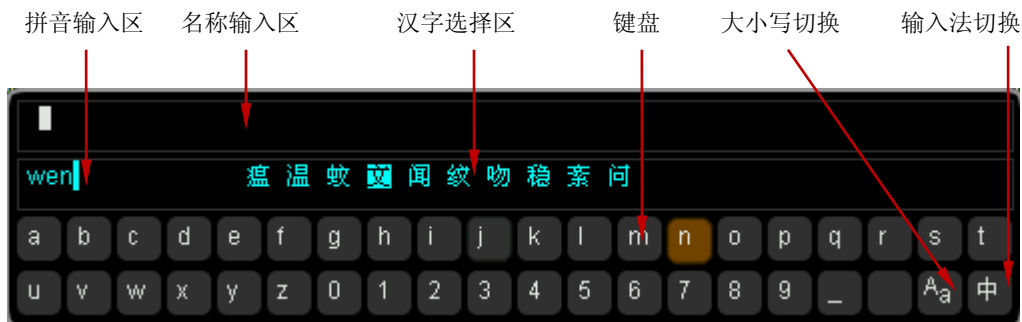 拼音输入区 名称输入区 汉字选择区 键盘 大小写切换 输入法切换
wen 瘟 温 蚊 文 闻 纹 吻 稳 紊 问
a b c d e f g h i j k l m n o p q r s t
u v w x y z 0 1 2 3 4 5 6 7 8 9 _ Aa 中